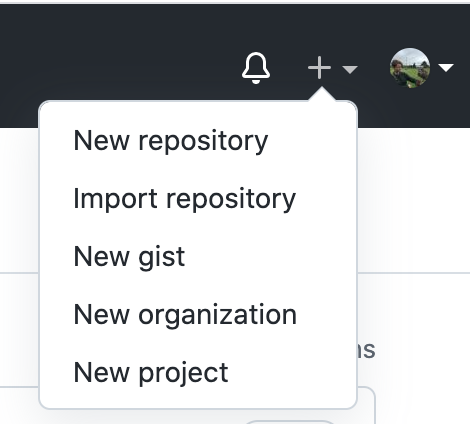 New repository
Import repository
New gist
New organization
New project